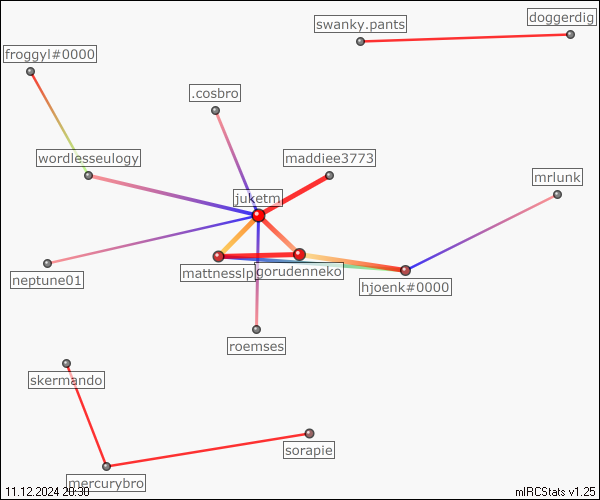 doggerdig
swanky.pants
froggyl#0000
.cosbro
wordlesseulogy
maddiee3773
mrlunk
juketm
mattnesslp
gorudenneko
neptune01
hjoenk#0000
roemses
skermando
sorapie
mercurybro
11.12.2024 20:30
mIRCStats v1.25